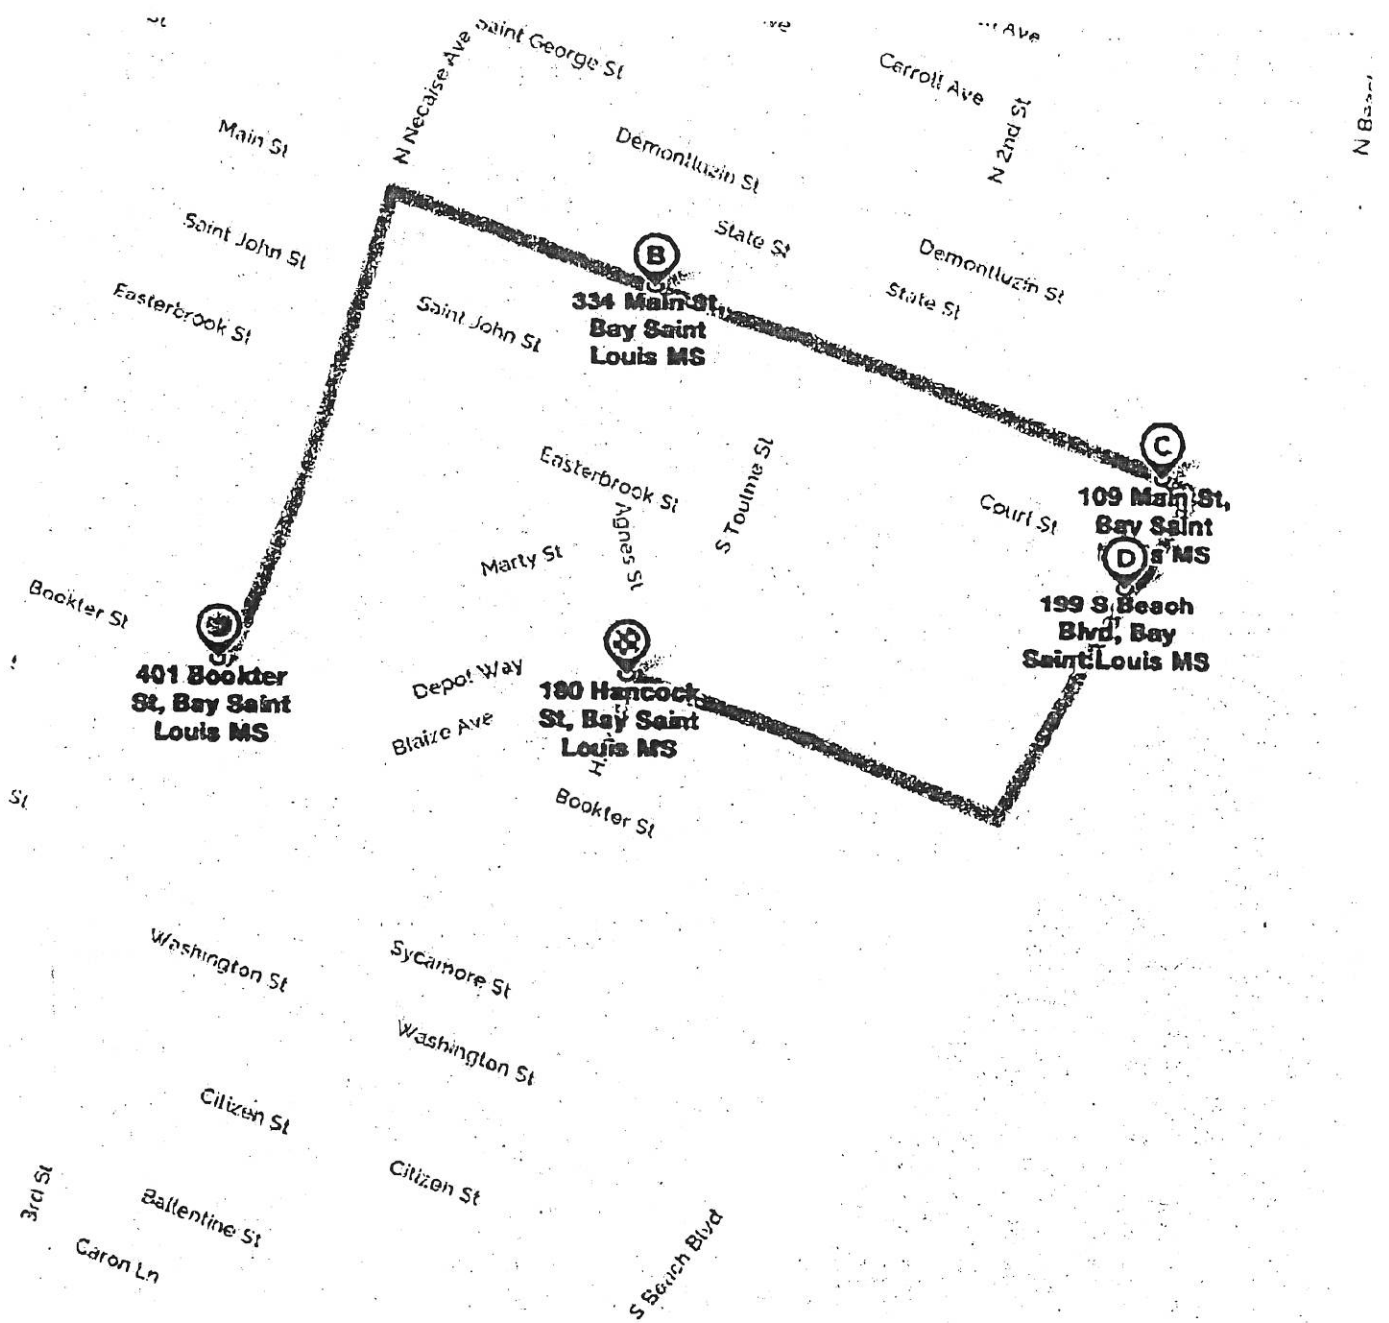 Saint George St
Carroll Ave
Ave
N Necaise Ave
Main St
Demontluzin St
N 2nd St
Saint John St
State St
Demontluzin St
Easterbrook St
B
334 Main St,
Bay Saint
Louis MS
Saint John St
State St
C
109 Main St,
Bay Saint
MS
Easterbrook St
S Toulme St
Court St
Agnes St
Marty St
D
199 S Beach
Blvd, Bay
Saint Louis MS
Bookter St
401 Bookter
St, Bay Saint
Louis MS
Depot Way
180 Hancock
St, Bay Saint
Louis MS
Blaize Ave
Bookter St
St
Washington St
Sycamore St
Washington St
Citizen St
Citizen St
3rd St
Ballentine St
Caron Ln
S Beach Blvd